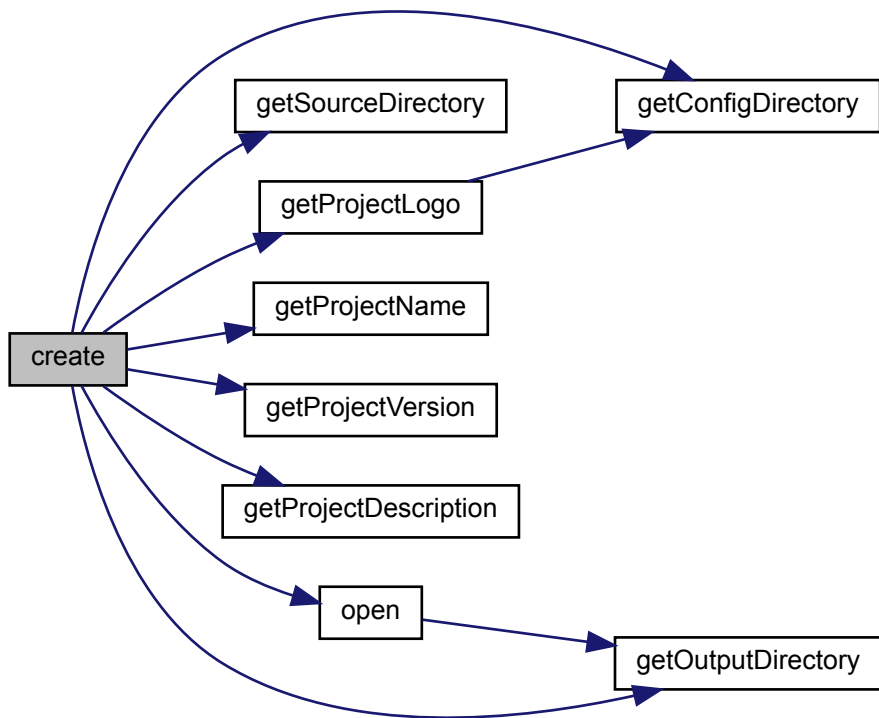 getSourceDirectory
getConfigDirectory
getProjectLogo
getProjectName
create
getProjectVersion
getProjectDescription
open
getOutputDirectory